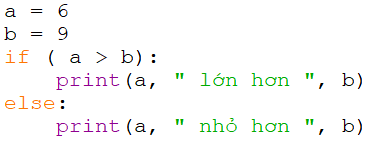 a = 6
b = 9
if ( a > b):
    print(a, " lớn hơn ", b)
else:
    print(a, " nhỏ hơn ", b)